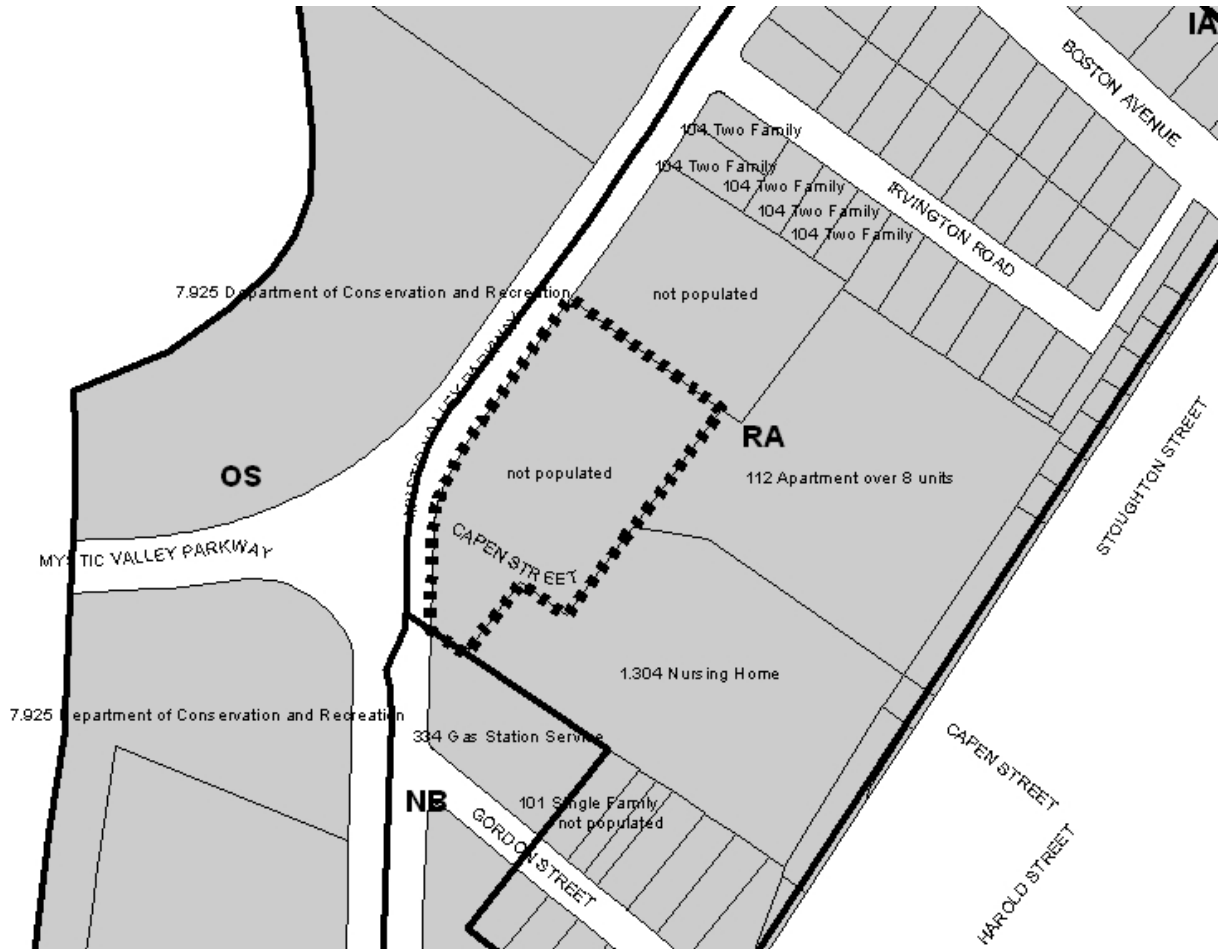 IA
BOSTON AVENUE
104 Two Family
104 Two Family
104 Two Family
104 Two Family
104 Two Family
IRVINGTON ROAD
7.925 Department of Conservation and Recreation
not populated
MYSTIC VALLEY PARKWAY
RA
OS
not populated
112 Apartment over 8 units
STOUGHTON STREET
CAPEN STREET
MYSTIC VALLEY PARKWAY
1.304 Nursing Home
7.925 Department of Conservation and Recreation
334 Gas Station Service
CAPEN STREET
NB
101 Single Family
not populated
GORDON STREET
HAROLD STREET